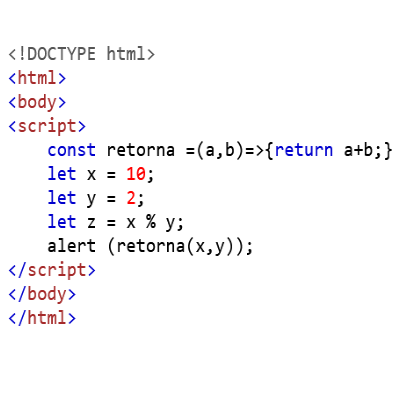 <!DOCTYPE html>
<html>
<body>
<script>
    const retorna =(a,b)=>{return a+b;}
    let x = 10;
    let y = 2;
    let z = x % y;
    alert (retorna(x,y));
</script>
</body>
</html>